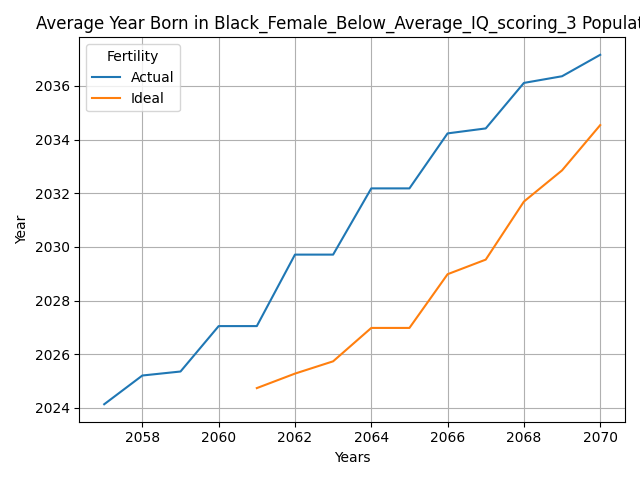 Average Year Born in Black_Female_Below_Average_IQ_scoring_3 Populat
Fertility
Actual
Ideal
Year
2036
2034
2032
2030
2028
2026
2024
2058 2060 2062 2064 2066 2068 2070
Years